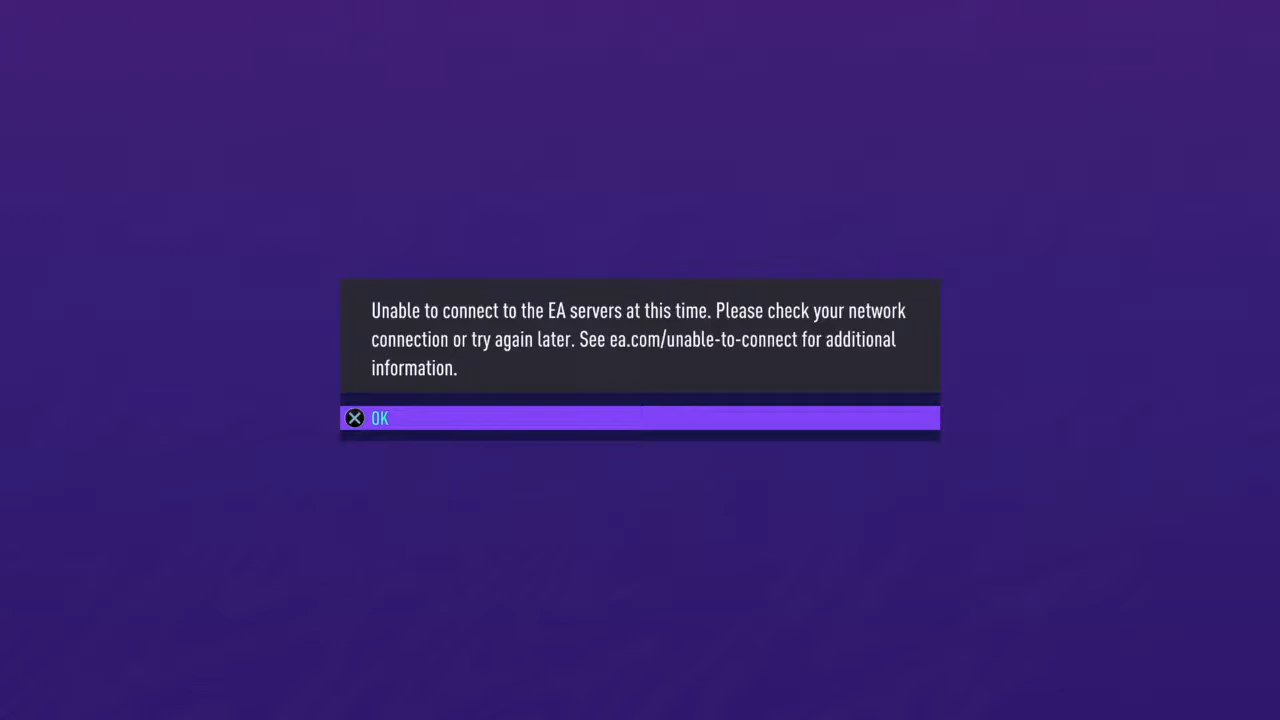 Unable to connect to the EA servers at this time. Please check your network
connection or try again later. See ea.com/unable-to-connect for additional
information.
OK